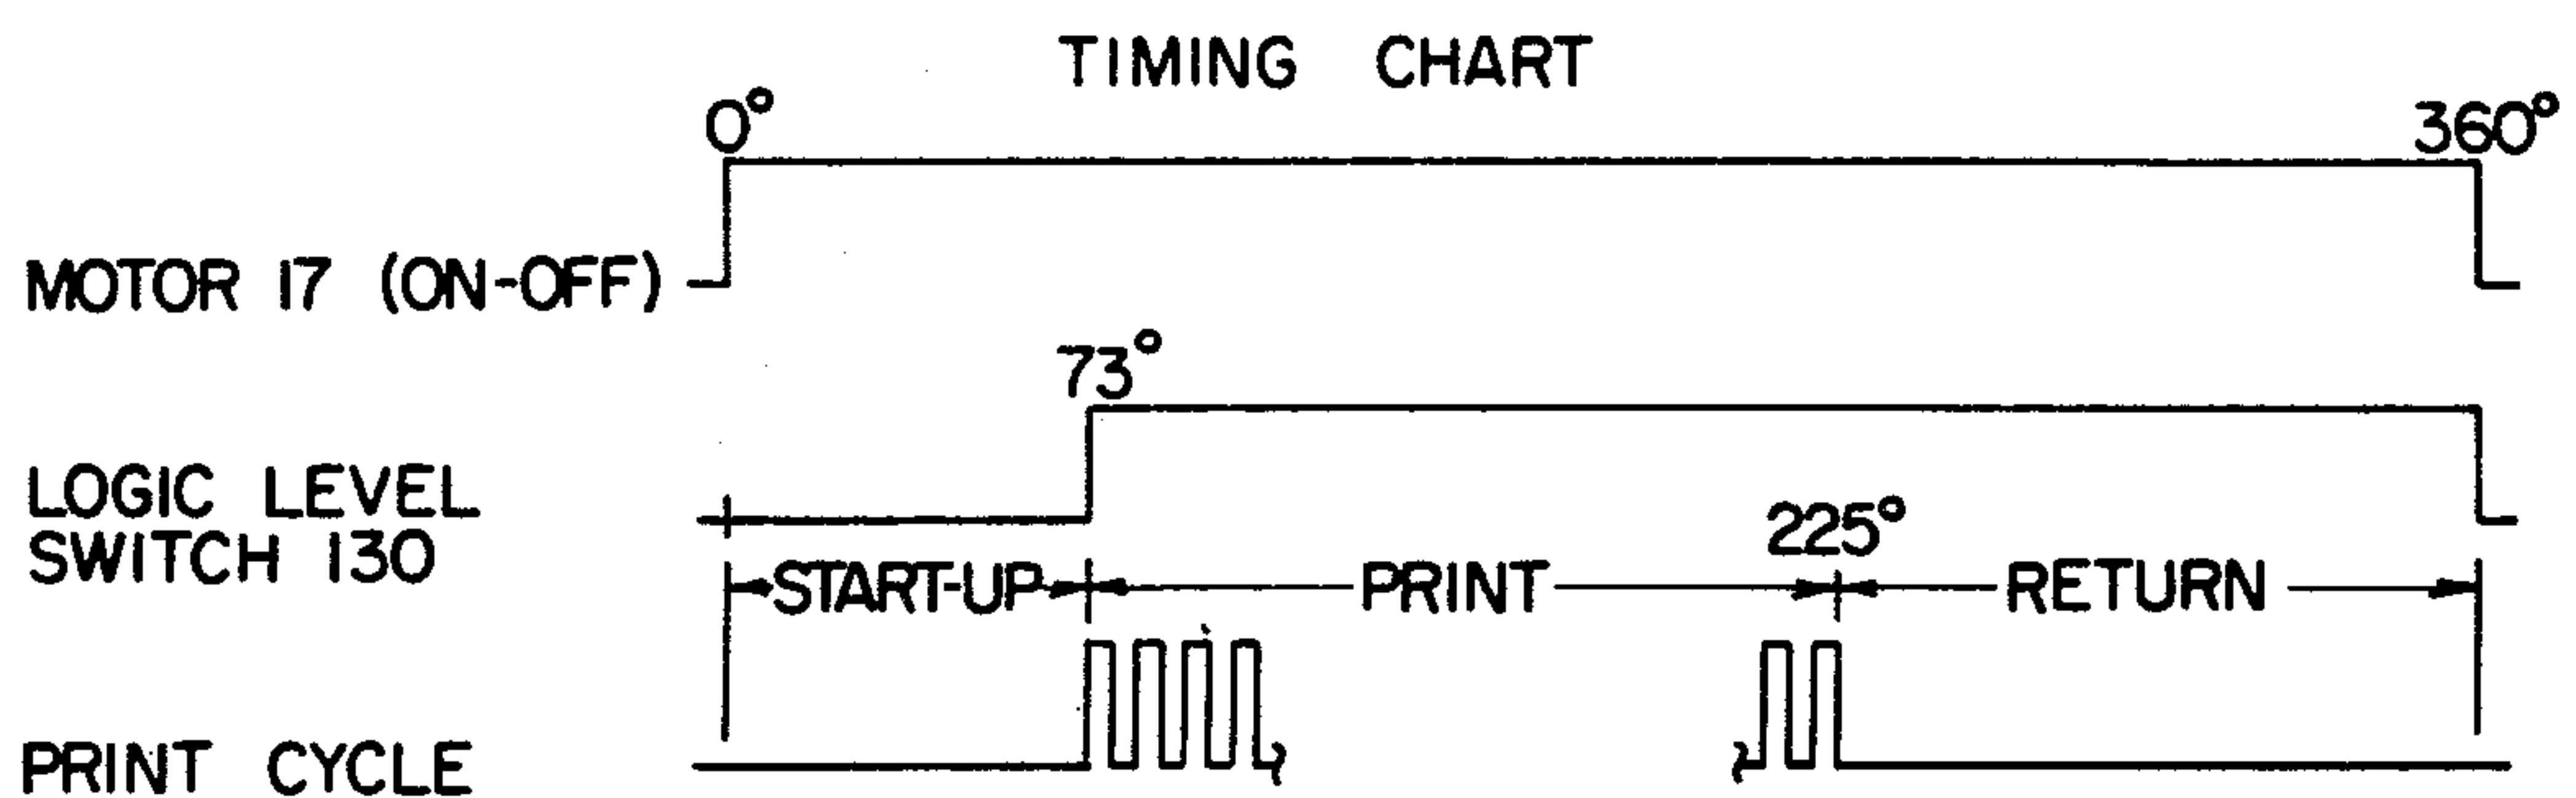 TIMING CHART
0° 360°
MOTOR 17 (ON-OFF)
73°
LOGIC LEVEL
SWITCH 130
225°
START-UP PRINT RETURN
PRINT CYCLE